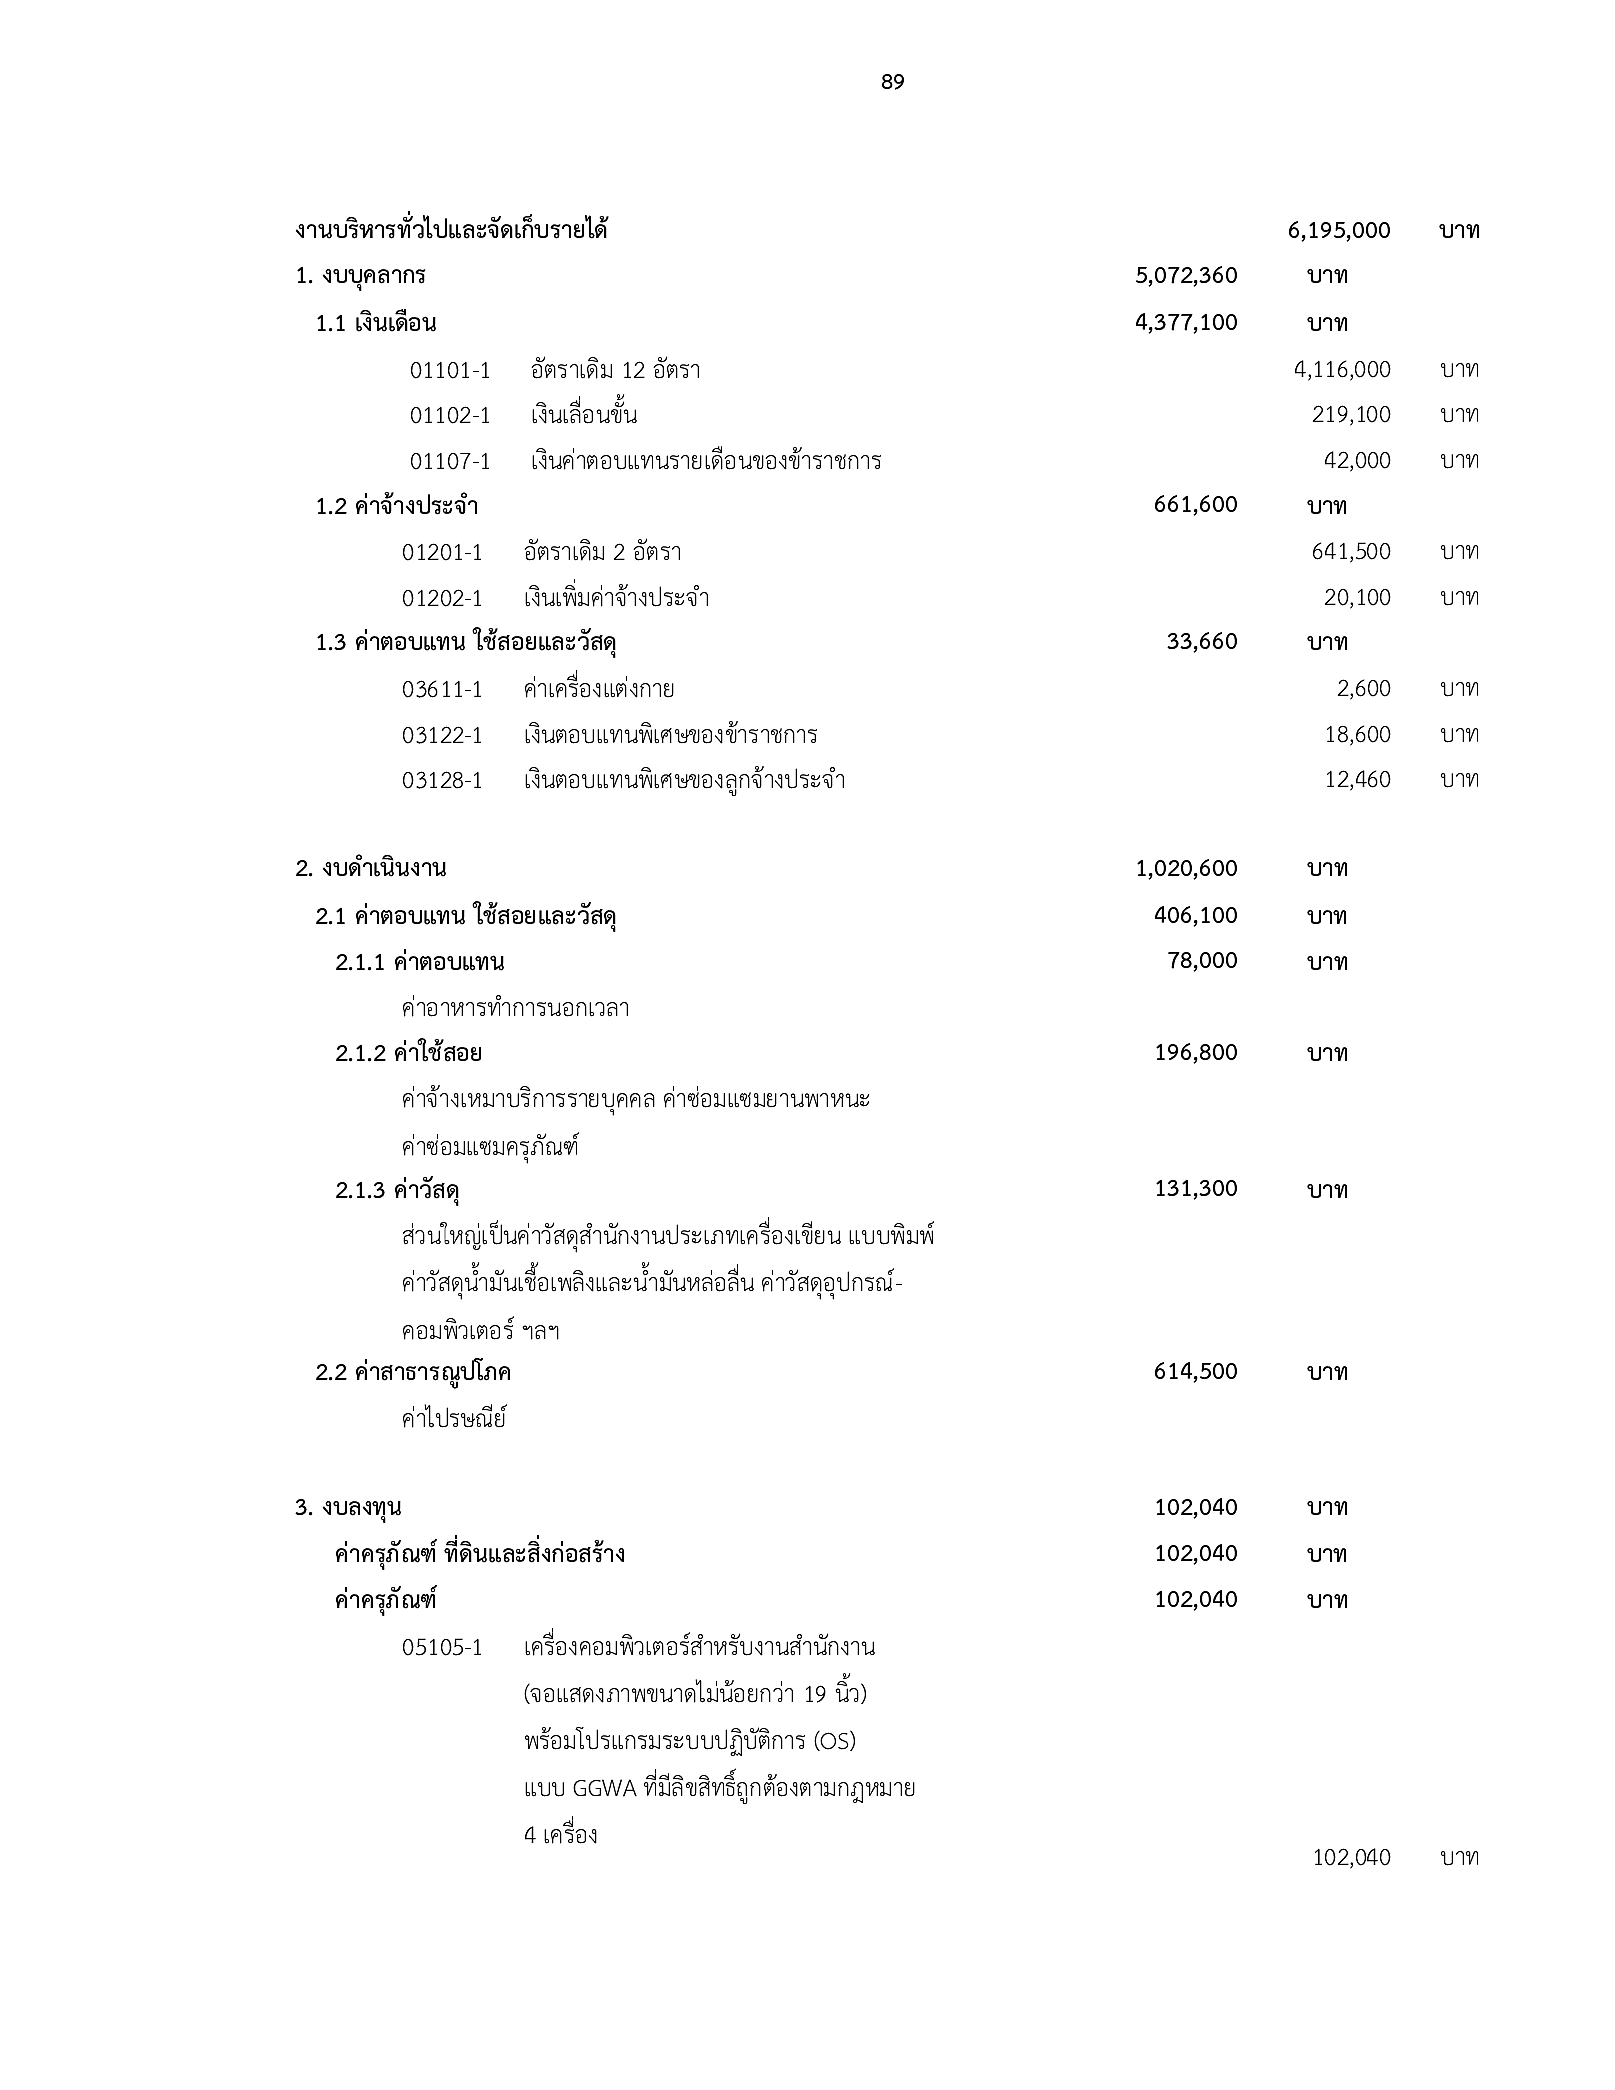 89
งานบริหารทั่วไปและจัดเก็บรายได้ 6,195,000 บาท
1. งบบุคลากร 5,072,360 บาท
1.1 เงินเดือน 4,377,100 บาท
01101-1 อัตราเดิม 12 อัตรา 4,116,000 บาท
01102-1 เงินเลื่อนขั้น 219,100 บาท
01107-1 เงินค่าตอบแทนรายเดือนของข้าราชการ 42,000 บาท
1.2 ค่าจ้างประจำ 661,600 บาท
01201-1 อัตราเดิม 2 อัตรา 641,500 บาท
01202-1 เงินเพิ่มค่าจ้างประจำ 20,100 บาท
1.3 ค่าตอบแทน ใช้สอยและวัสดุ 33,660 บาท
03611-1 ค่าเครื่องแต่งกาย 2,600 บาท
03122-1 เงินตอบแทนพิเศษของข้าราชการ 18,600 บาท
03128-1 เงินตอบแทนพิเศษของลูกจ้างประจำ 12,460 บาท
2. งบดำเนินงาน 1,020,600 บาท
2.1 ค่าตอบแทน ใช้สอยและวัสดุ 406,100 บาท
2.1.1 ค่าตอบแทน 78,000 บาท
ค่าอาหารทำการนอกเวลา
2.1.2 ค่าใช้สอย 196,800 บาท
ค่าจ้างเหมาบริการรายบุคคล ค่าซ่อมแซมยานพาหนะ
ค่าซ่อมแซมครุภัณฑ์
2.1.3 ค่าวัสดุ 131,300 บาท
ส่วนใหญ่เป็นค่าวัสดุสำนักงานประเภทเครื่องเขียน แบบพิมพ์
ค่าวัสดุน้ำมันเชื้อเพลิงและน้ำมันหล่อลื่น ค่าวัสดุอุปกรณ์-
คอมพิวเตอร์ ฯลฯ
2.2 ค่าสาธารณูปโภค 614,500 บาท
ค่าไปรษณีย์
3. งบลงทุน 102,040 บาท
ค่าครุภัณฑ์ ที่ดินและสิ่งก่อสร้าง 102,040 บาท
ค่าครุภัณฑ์ 102,040 บาท
05105-1 เครื่องคอมพิวเตอร์สำหรับงานสำนักงาน
(จอแสดงภาพขนาดไม่น้อยกว่า 19 นิ้ว)
พร้อมโปรแกรมระบบปฏิบัติการ (OS)
แบบ GGWA ที่มีลิขสิทธิ์ถูกต้องตามกฎหมาย
4 เครื่อง
102,040 บาท